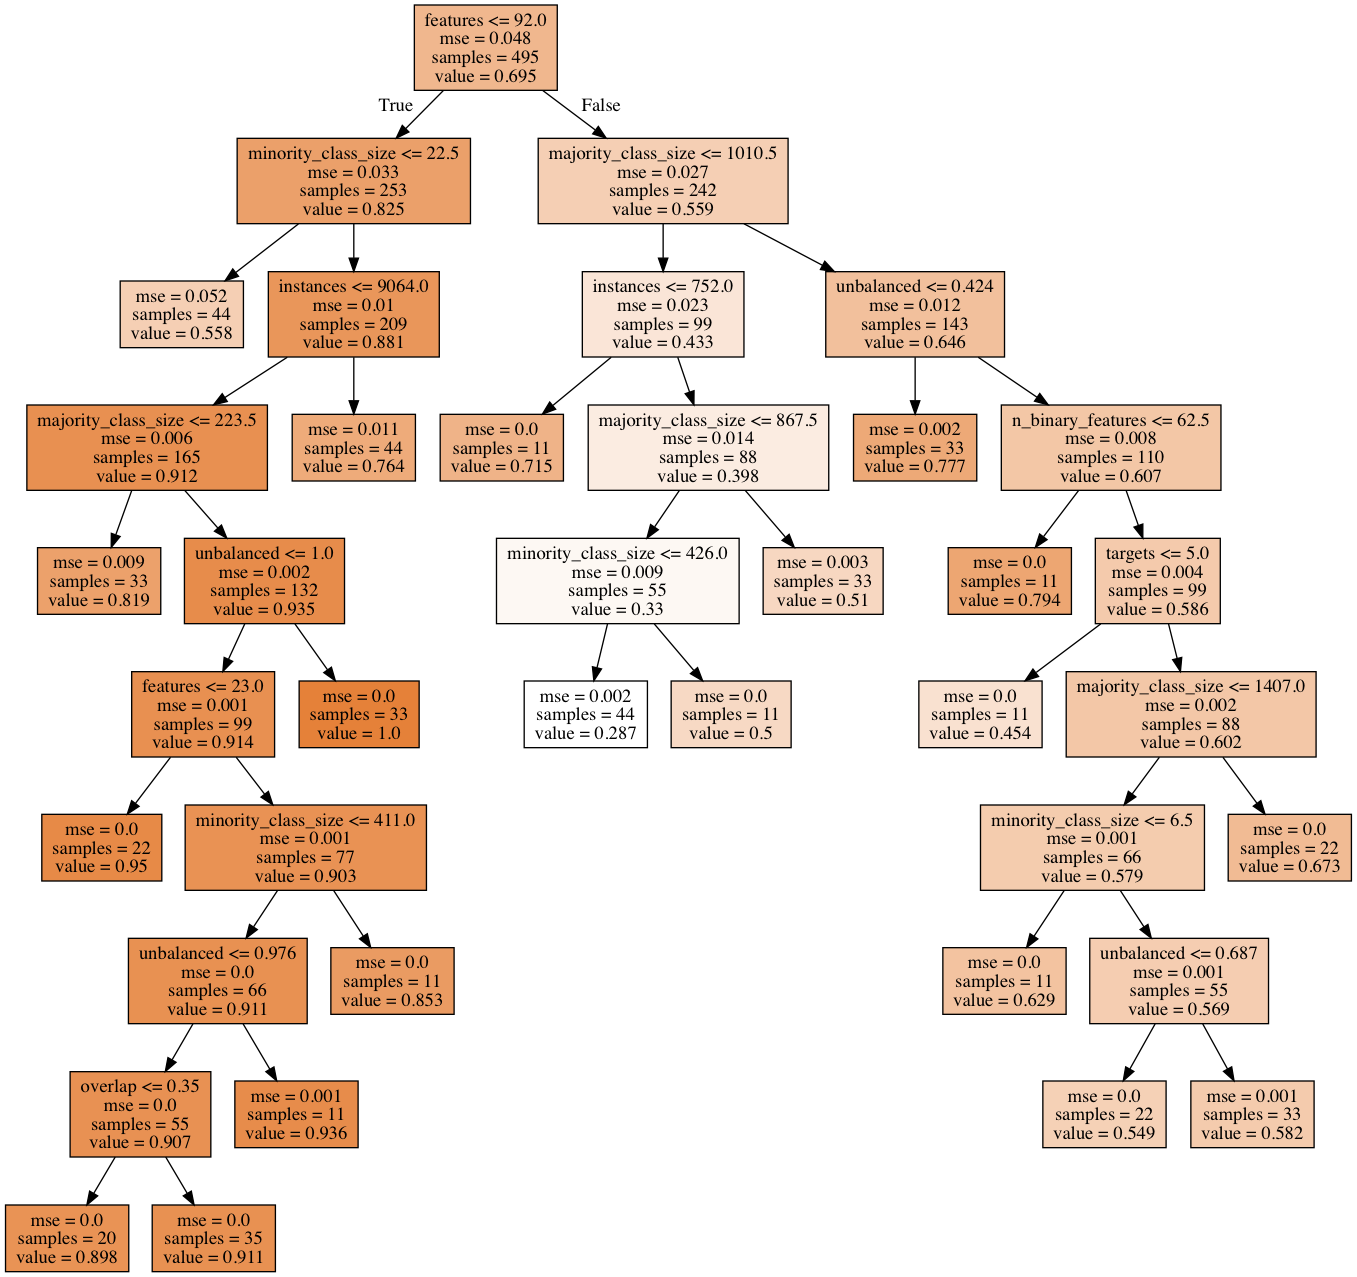 features <= 92.0
mse = 0.048
samples = 495
value = 0.695
True
False
minority_class_size <= 22.5
mse = 0.033
samples = 253
value = 0.825
majority_class_size <= 1010.5
mse = 0.027
samples = 242
value = 0.559
mse = 0.052
samples = 44
value = 0.558
instances <= 9064.0
mse = 0.01
samples = 209
value = 0.881
instances <= 752.0
mse = 0.023
samples = 99
value = 0.433
unbalanced <= 0.424
mse = 0.012
samples = 143
value = 0.646
majority_class_size <= 223.5
mse = 0.006
samples = 165
value = 0.912
mse = 0.011
samples = 44
value = 0.764
mse = 0.0
samples = 11
value = 0.715
majority_class_size <= 867.5
mse = 0.014
samples = 88
value = 0.398
mse = 0.002
samples = 33
value = 0.777
n_binary_features <= 62.5
mse = 0.008
samples = 110
value = 0.607
mse = 0.009
samples = 33
value = 0.819
unbalanced <= 1.0
mse = 0.002
samples = 132
value = 0.935
minority_class_size <= 426.0
mse = 0.009
samples = 55
value = 0.33
mse = 0.003
samples = 33
value = 0.51
mse = 0.0
samples = 11
value = 0.794
targets <= 5.0
mse = 0.004
samples = 99
value = 0.586
features <= 23.0
mse = 0.001
samples = 99
value = 0.914
mse = 0.0
samples = 33
value = 1.0
mse = 0.002
samples = 44
value = 0.287
mse = 0.0
samples = 11
value = 0.5
mse = 0.0
samples = 11
value = 0.454
majority_class_size <= 1407.0
mse = 0.002
samples = 88
value = 0.602
mse = 0.0
samples = 22
value = 0.95
minority_class_size <= 411.0
mse = 0.001
samples = 77
value = 0.903
minority_class_size <= 6.5
mse = 0.001
samples = 66
value = 0.579
mse = 0.0
samples = 22
value = 0.673
unbalanced <= 0.976
mse = 0.0
samples = 66
value = 0.911
mse = 0.0
samples = 11
value = 0.853
mse = 0.0
samples = 11
value = 0.629
unbalanced <= 0.687
mse = 0.001
samples = 55
value = 0.569
overlap <= 0.35
mse = 0.0
samples = 55
value = 0.907
mse = 0.001
samples = 11
value = 0.936
mse = 0.0
samples = 22
value = 0.549
mse = 0.001
samples = 33
value = 0.582
mse = 0.0
samples = 20
value = 0.898
mse = 0.0
samples = 35
value = 0.911